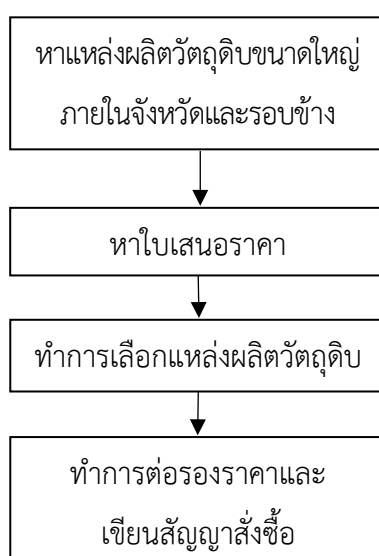 หาแหล่งผลิตวัตถุดิบขนาดใหญ่
ภายในจังหวัดและรอบข้าง
หาใบเสนอราคา
ทำการเลือกแหล่งผลิตวัตถุดิบ
ทำการต่อรองราคาและ
เขียนสัญญาสั่งซื้อ